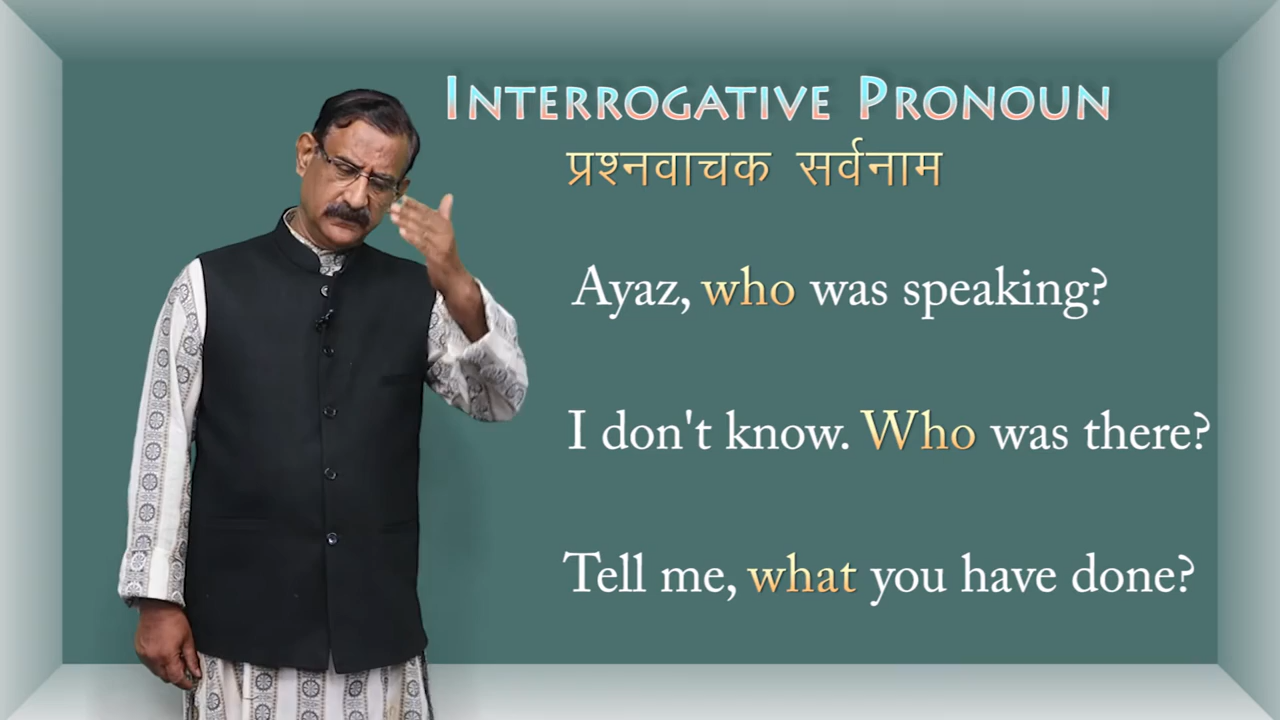 INTERROGATIVE PRONOUN
प्रश्नवाचक सर्वनाम
Ayaz, who was speaking?
I don't know. Who was there?
Tell me, what you have done?